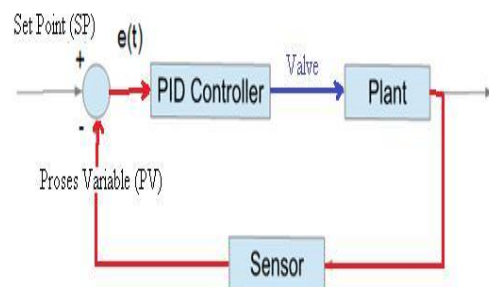 Set Point (SP)
+
e(t)
PID Controller
Valve
Plant
-
Proses Variable (PV)
Sensor